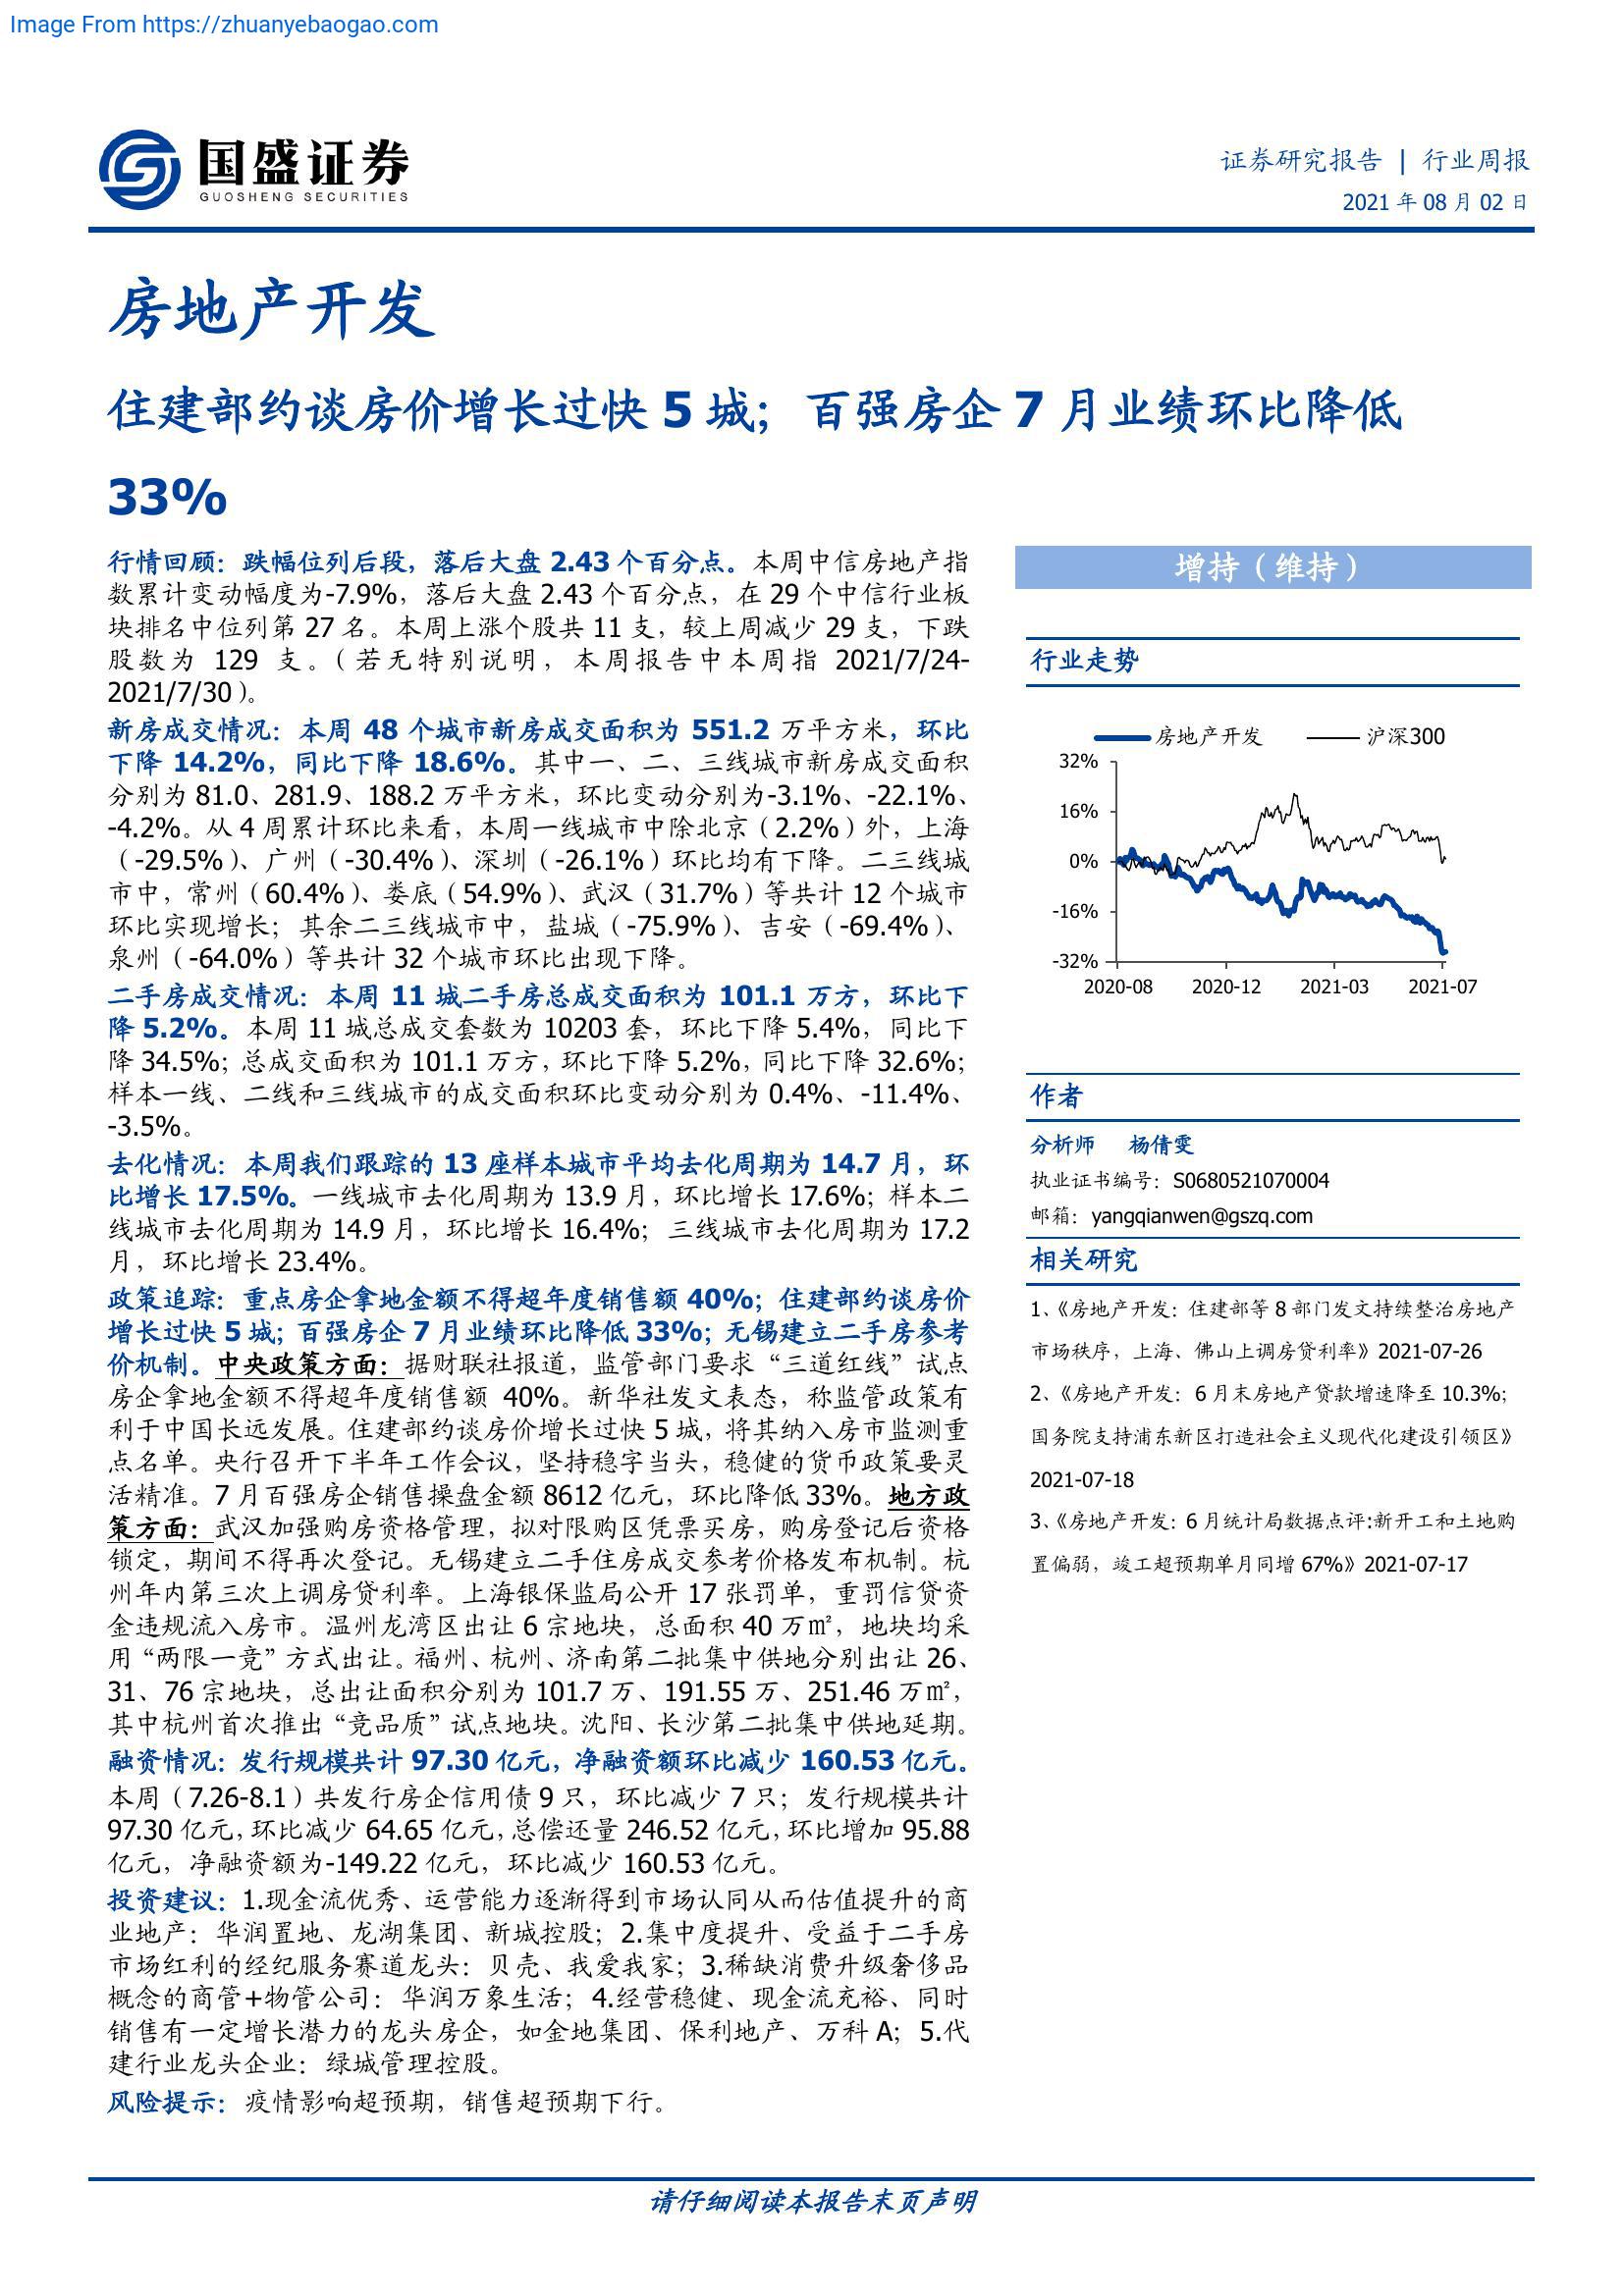 Image From https://zhuanyebaogao.com
国盛证券
GUOSHENG SECURITIES
证券研究报告 | 行业周报
2021 年 08 月 02 日
房地产开发
住建部约谈房价增长过快 5 城；百强房企 7 月业绩环比降低
33%
行情回顾：跌幅位列后段，落后大盘 2.43 个百分点。本周中信房地产指
数累计变动幅度为-7.9%，落后大盘 2.43 个百分点，在 29 个中信行业板
块排名中位列第 27 名。本周上涨个股共 11 支，较上周减少 29 支，下跌
股数为 129 支。（若无特别说明，本周报告中本周指 2021/7/24-
2021/7/30）。
新房成交情况：本周 48 个城市新房成交面积为 551.2 万平方米，环比
下降 14.2%，同比下降 18.6%。其中一、二、三线城市新房成交面积
分别为 81.0、281.9、188.2 万平方米，环比变动分别为-3.1%、-22.1%、
-4.2%。从 4 周累计环比来看，本周一线城市中除北京（2.2%）外，上海
（-29.5%）、广州（-30.4%）、深圳（-26.1%）环比均有下降。二三线城
市中，常州（60.4%）、娄底（54.9%）、武汉（31.7%）等共计 12 个城市
环比实现增长；其余二三线城市中，盐城（-75.9%）、吉安（-69.4%）、
泉州（-64.0%）等共计 32 个城市环比出现下降。
二手房成交情况：本周 11 城二手房总成交面积为 101.1 万方，环比下
降 5.2%。本周 11 城总成交套数为 10203 套，环比下降 5.4%，同比下
降 34.5%；总成交面积为 101.1 万方，环比下降 5.2%，同比下降 32.6%；
样本一线、二线和三线城市的成交面积环比变动分别为 0.4%、-11.4%、
-3.5%。
去化情况：本周我们跟踪的 13 座样本城市平均去化周期为 14.7 月，环
比增长 17.5%。一线城市去化周期为 13.9 月，环比增长 17.6%；样本二
线城市去化周期为 14.9 月，环比增长 16.4%；三线城市去化周期为 17.2
月，环比增长 23.4%。
政策追踪：重点房企拿地金额不得超年度销售额 40%；住建部约谈房价
增长过快 5 城；百强房企 7 月业绩环比降低 33%；无锡建立二手房参考
价机制。中央政策方面：据财联社报道，监管部门要求“三道红线”试点
房企拿地金额不得超年度销售额 40%。新华社发文表态，称监管政策有
利于中国长远发展。住建部约谈房价增长过快 5 城，将其纳入房市监测重
点名单。央行召开下半年工作会议，坚持稳字当头，稳健的货币政策要灵
活精准。7 月百强房企销售操盘金额 8612 亿元，环比降低 33%。地方政
策方面：武汉加强购房资格管理，拟对限购区凭票买房，购房登记后资格
锁定，期间不得再次登记。无锡建立二手住房成交参考价格发布机制。杭
州年内第三次上调房贷利率。上海银保监局公开 17 张罚单，重罚信贷资
金违规流入房市。温州龙湾区出让 6 宗地块，总面积 40 万㎡，地块均采
用“两限一竞”方式出让。福州、杭州、济南第二批集中供地分别出让 26、
31、76 宗地块，总出让面积分别为 101.7 万、191.55 万、251.46 万㎡，
其中杭州首次推出“竞品质”试点地块。沈阳、长沙第二批集中供地延期。
融资情况：发行规模共计 97.30 亿元，净融资额环比减少 160.53 亿元。
本周（7.26-8.1）共发行房企信用债 9 只，环比减少 7 只；发行规模共计
97.30 亿元，环比减少 64.65 亿元，总偿还量 246.52 亿元，环比增加 95.88
亿元，净融资额为-149.22 亿元，环比减少 160.53 亿元。
投资建议：1.现金流优秀、运营能力逐渐得到市场认同从而估值提升的商
业地产：华润置地、龙湖集团、新城控股；2.集中度提升、受益于二手房
市场红利的经纪服务赛道龙头：贝壳、我爱我家；3.稀缺消费升级奢侈品
概念的商管+物管公司：华润万象生活；4.经营稳健、现金流充裕、同时
销售有一定增长潜力的龙头房企，如金地集团、保利地产、万科 A；5.代
建行业龙头企业：绿城管理控股。
风险提示：疫情影响超预期，销售超预期下行。
增持（维持）
行业走势
房地产开发 沪深300
32%
16%
0%
-16%
-32%
2020-08 2020-12 2021-03 2021-07
作者
分析师 杨倩雯
执业证书编号：S0680521070004
邮箱：yangqianwen@gszq.com
相关研究
1、《房地产开发：住建部等 8 部门发文持续整治房地产
市场秩序，上海、佛山上调房贷利率》2021-07-26
2、《房地产开发：6 月末房地产贷款增速降至 10.3%；
国务院支持浦东新区打造社会主义现代化建设引领区》
2021-07-18
3、《房地产开发：6 月统计局数据点评:新开工和土地购
置偏弱，竣工超预期单月同增 67%》2021-07-17
请仔细阅读本报告末页声明